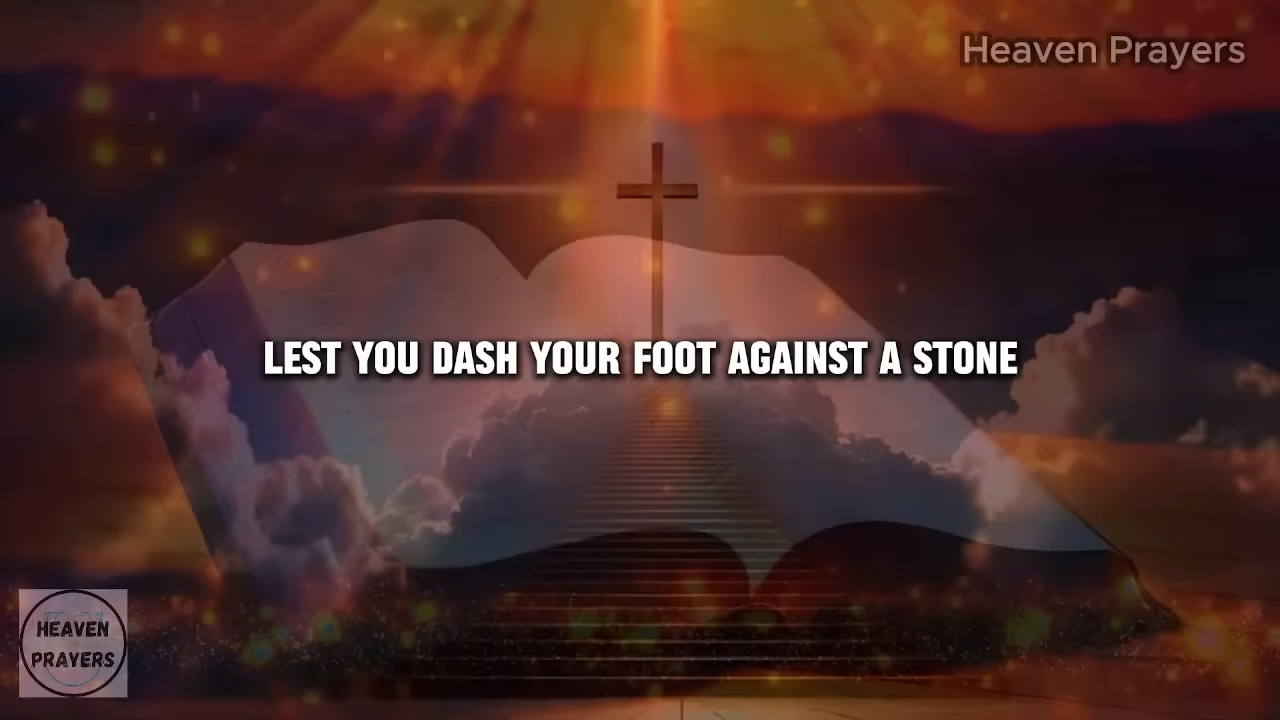 Heaven Prayers
LEST YOU DASH YOUR FOOT AGAINST A STONE
HEAVEN
PRAYERS